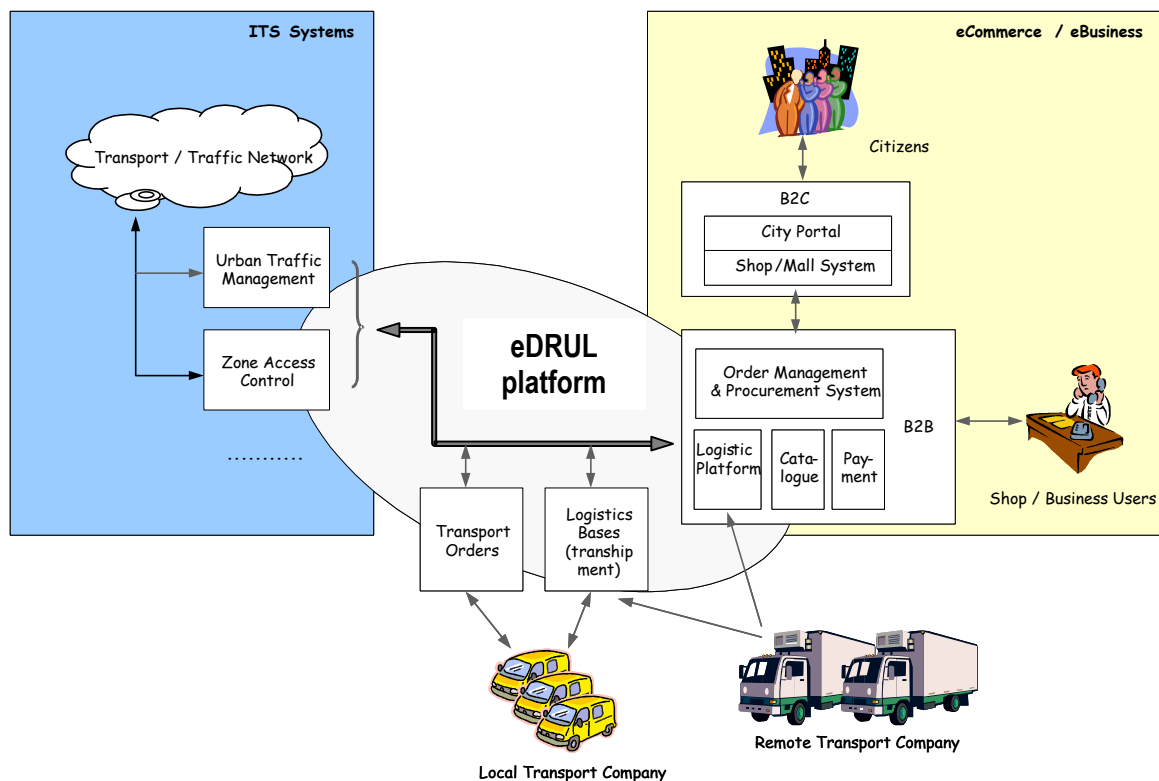 ITS Systems
eCommerce / eBusiness
Transport / Traffic Network
Citizens
B2C
City Portal
Shop/Mall System
Urban Traffic
Management
Zone Access
Control
............
eDRUL
platform
Order Management
& Procurement System
B2B
Logistic
Platform
Cata-
logue
Pay-
ment
Shop / Business Users
Transport
Orders
Logistics
Bases
(tranship
ment)
Local Transport Company
Remote Transport Company